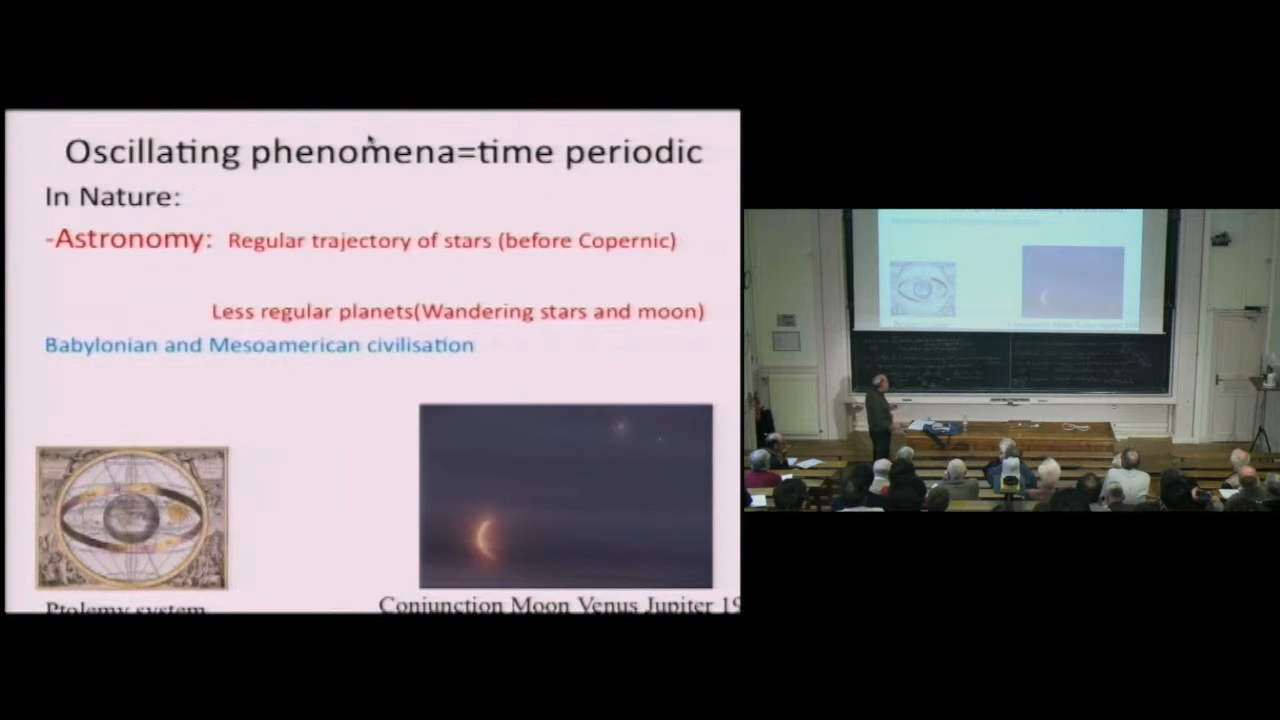 Oscillating phenomena=time periodic
In Nature:
-Astronomy: Regular trajectory of stars (before Copernic)
Less regular planets(Wandering stars and moon)
Babylonian and Mesoamerican civilisation
Ptolemy system
Conjunction Moon Venus Jupiter 19